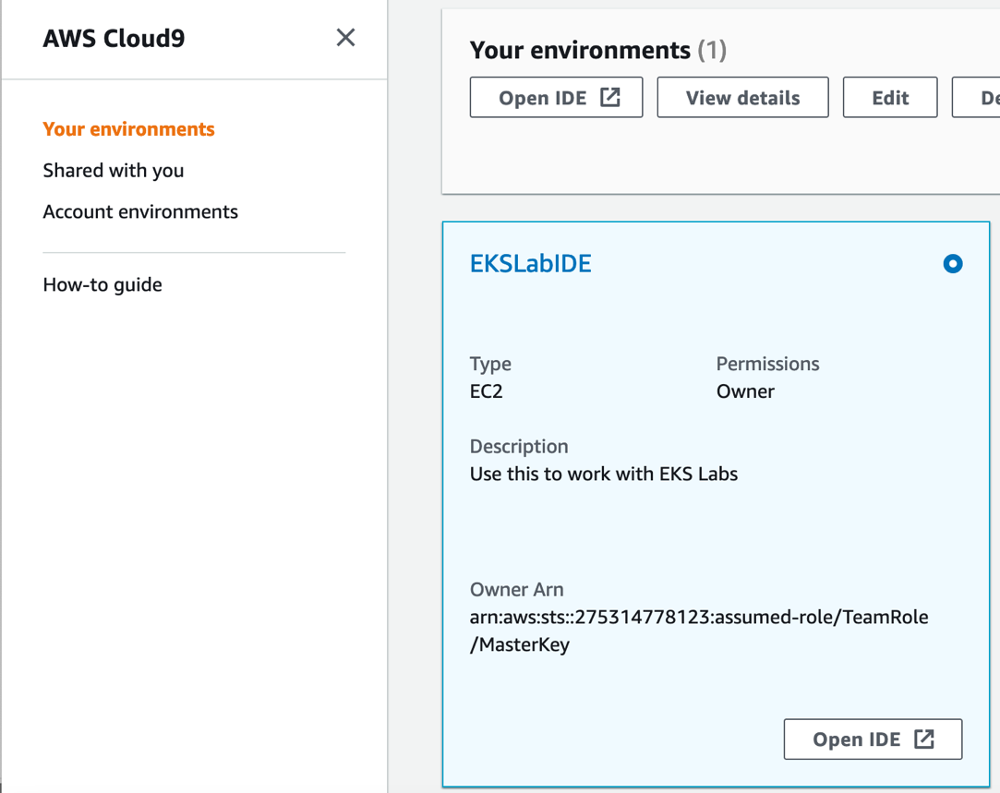 AWS Cloud9
Your environments
Shared with you
Account environments
How-to guide
Your environments (1)
Open IDE
View details
Edit
EKSLabIDE
Type
EC2
Permissions
Owner
Description
Use this to work with EKS Labs
Owner Arn
arn:aws:sts::275314778123:assumed-role/TeamRole
/MasterKey
Open IDE